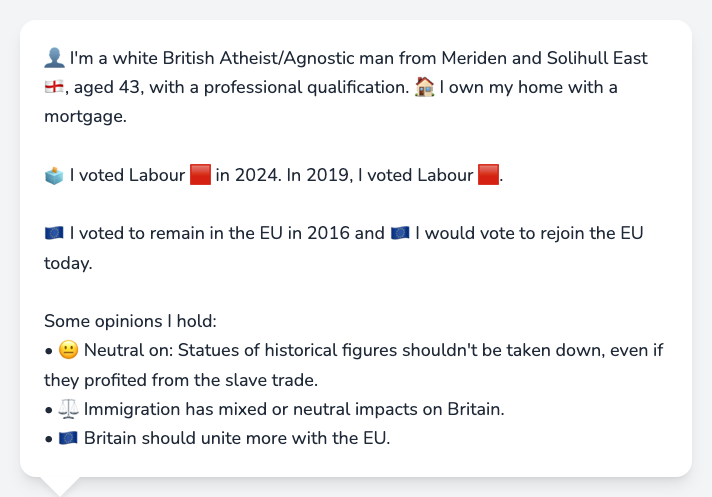 👤 I'm a white British Atheist/Agnostic man from Meriden and Solihull East
🏴󠁧󠁢󠁥󠁮󠁧󠁿, aged 43, with a professional qualification. 🏠 I own my home with a
mortgage.
🗳️ I voted Labour 🟥 in 2024. In 2019, I voted Labour 🟥.
🇪🇺 I voted to remain in the EU in 2016 and 🇪🇺 I would vote to rejoin the EU
today.
Some opinions I hold:
• 😐 Neutral on: Statues of historical figures shouldn't be taken down, even if
they profited from the slave trade.
• ⚖️ Immigration has mixed or neutral impacts on Britain.
• 🇪🇺 Britain should unite more with the EU.